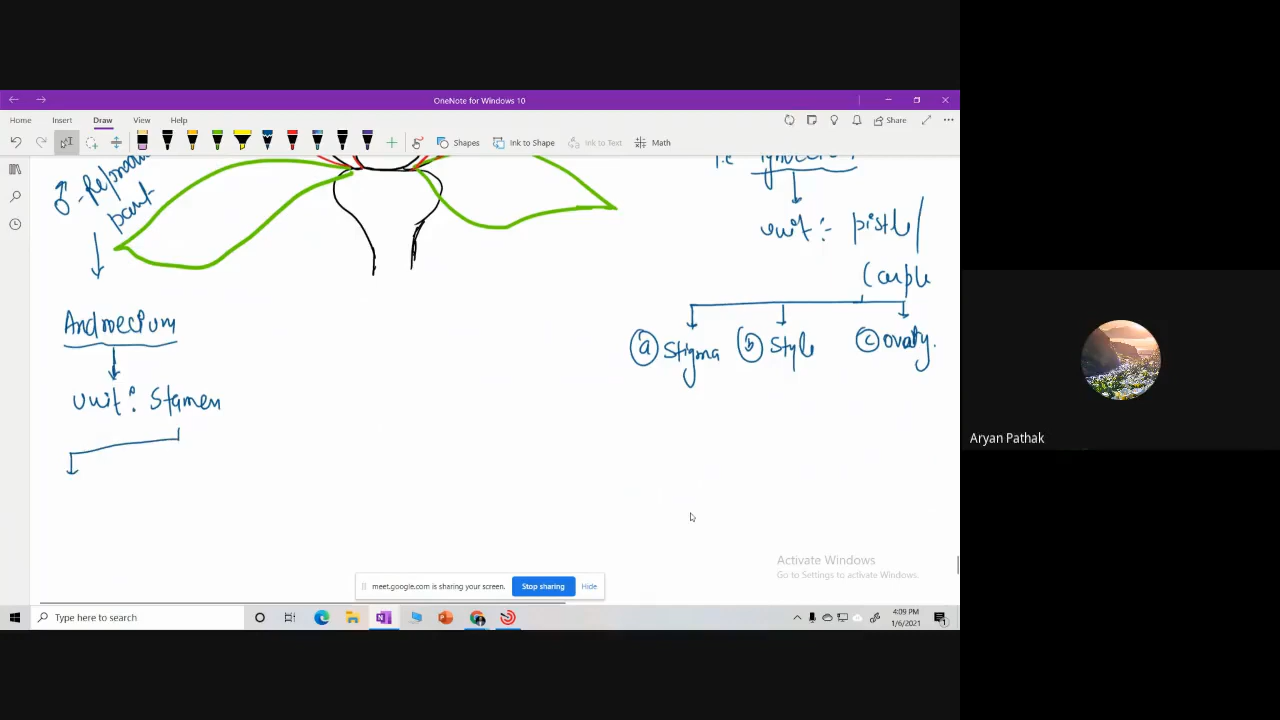 OneNote for Windows 10
Home Insert Draw View Help
Share
Shapes
Ink to Shape
Ink to Text
Math
♂-Reproductive
part
i.e Gynoecium
unit :- pistle/
(carple
Androecium
(a) Stigma (b) Style (c) ovary.
unit : Stamen
Aryan Pathak
Activate Windows
Go to Settings to activate Windows.
meet.google.com is sharing your screen. Stop sharing Hide
Type here to search
4:09 PM
1/6/2021